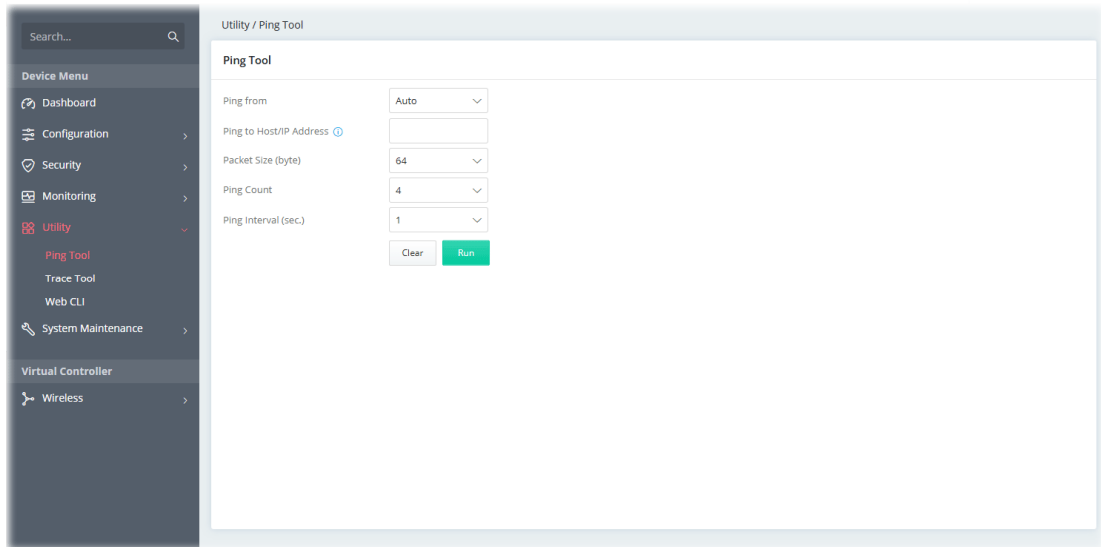 Search...
Device Menu
Dashboard
Configuration
Security
Monitoring
Utility
Ping Tool
Trace Tool
Web CLI
System Maintenance
Virtual Controller
Wireless
Utility / Ping Tool
Ping Tool
Ping from Auto
Ping to Host/IP Address
Packet Size (byte) 64
Ping Count 4
Ping Interval (sec.) 1
Clear Run